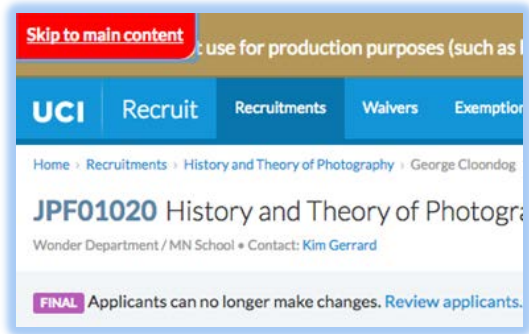 Skip to main content
t use for production purposes (such as
UCI Recruit Recruitments Waivers Exemption
Home › Recruitments › History and Theory of Photography › George Cloondog
JPF01020 History and Theory of Photogra
Wonder Department / MN School • Contact: Kim Gerrard
FINAL Applicants can no longer make changes. Review applicants.